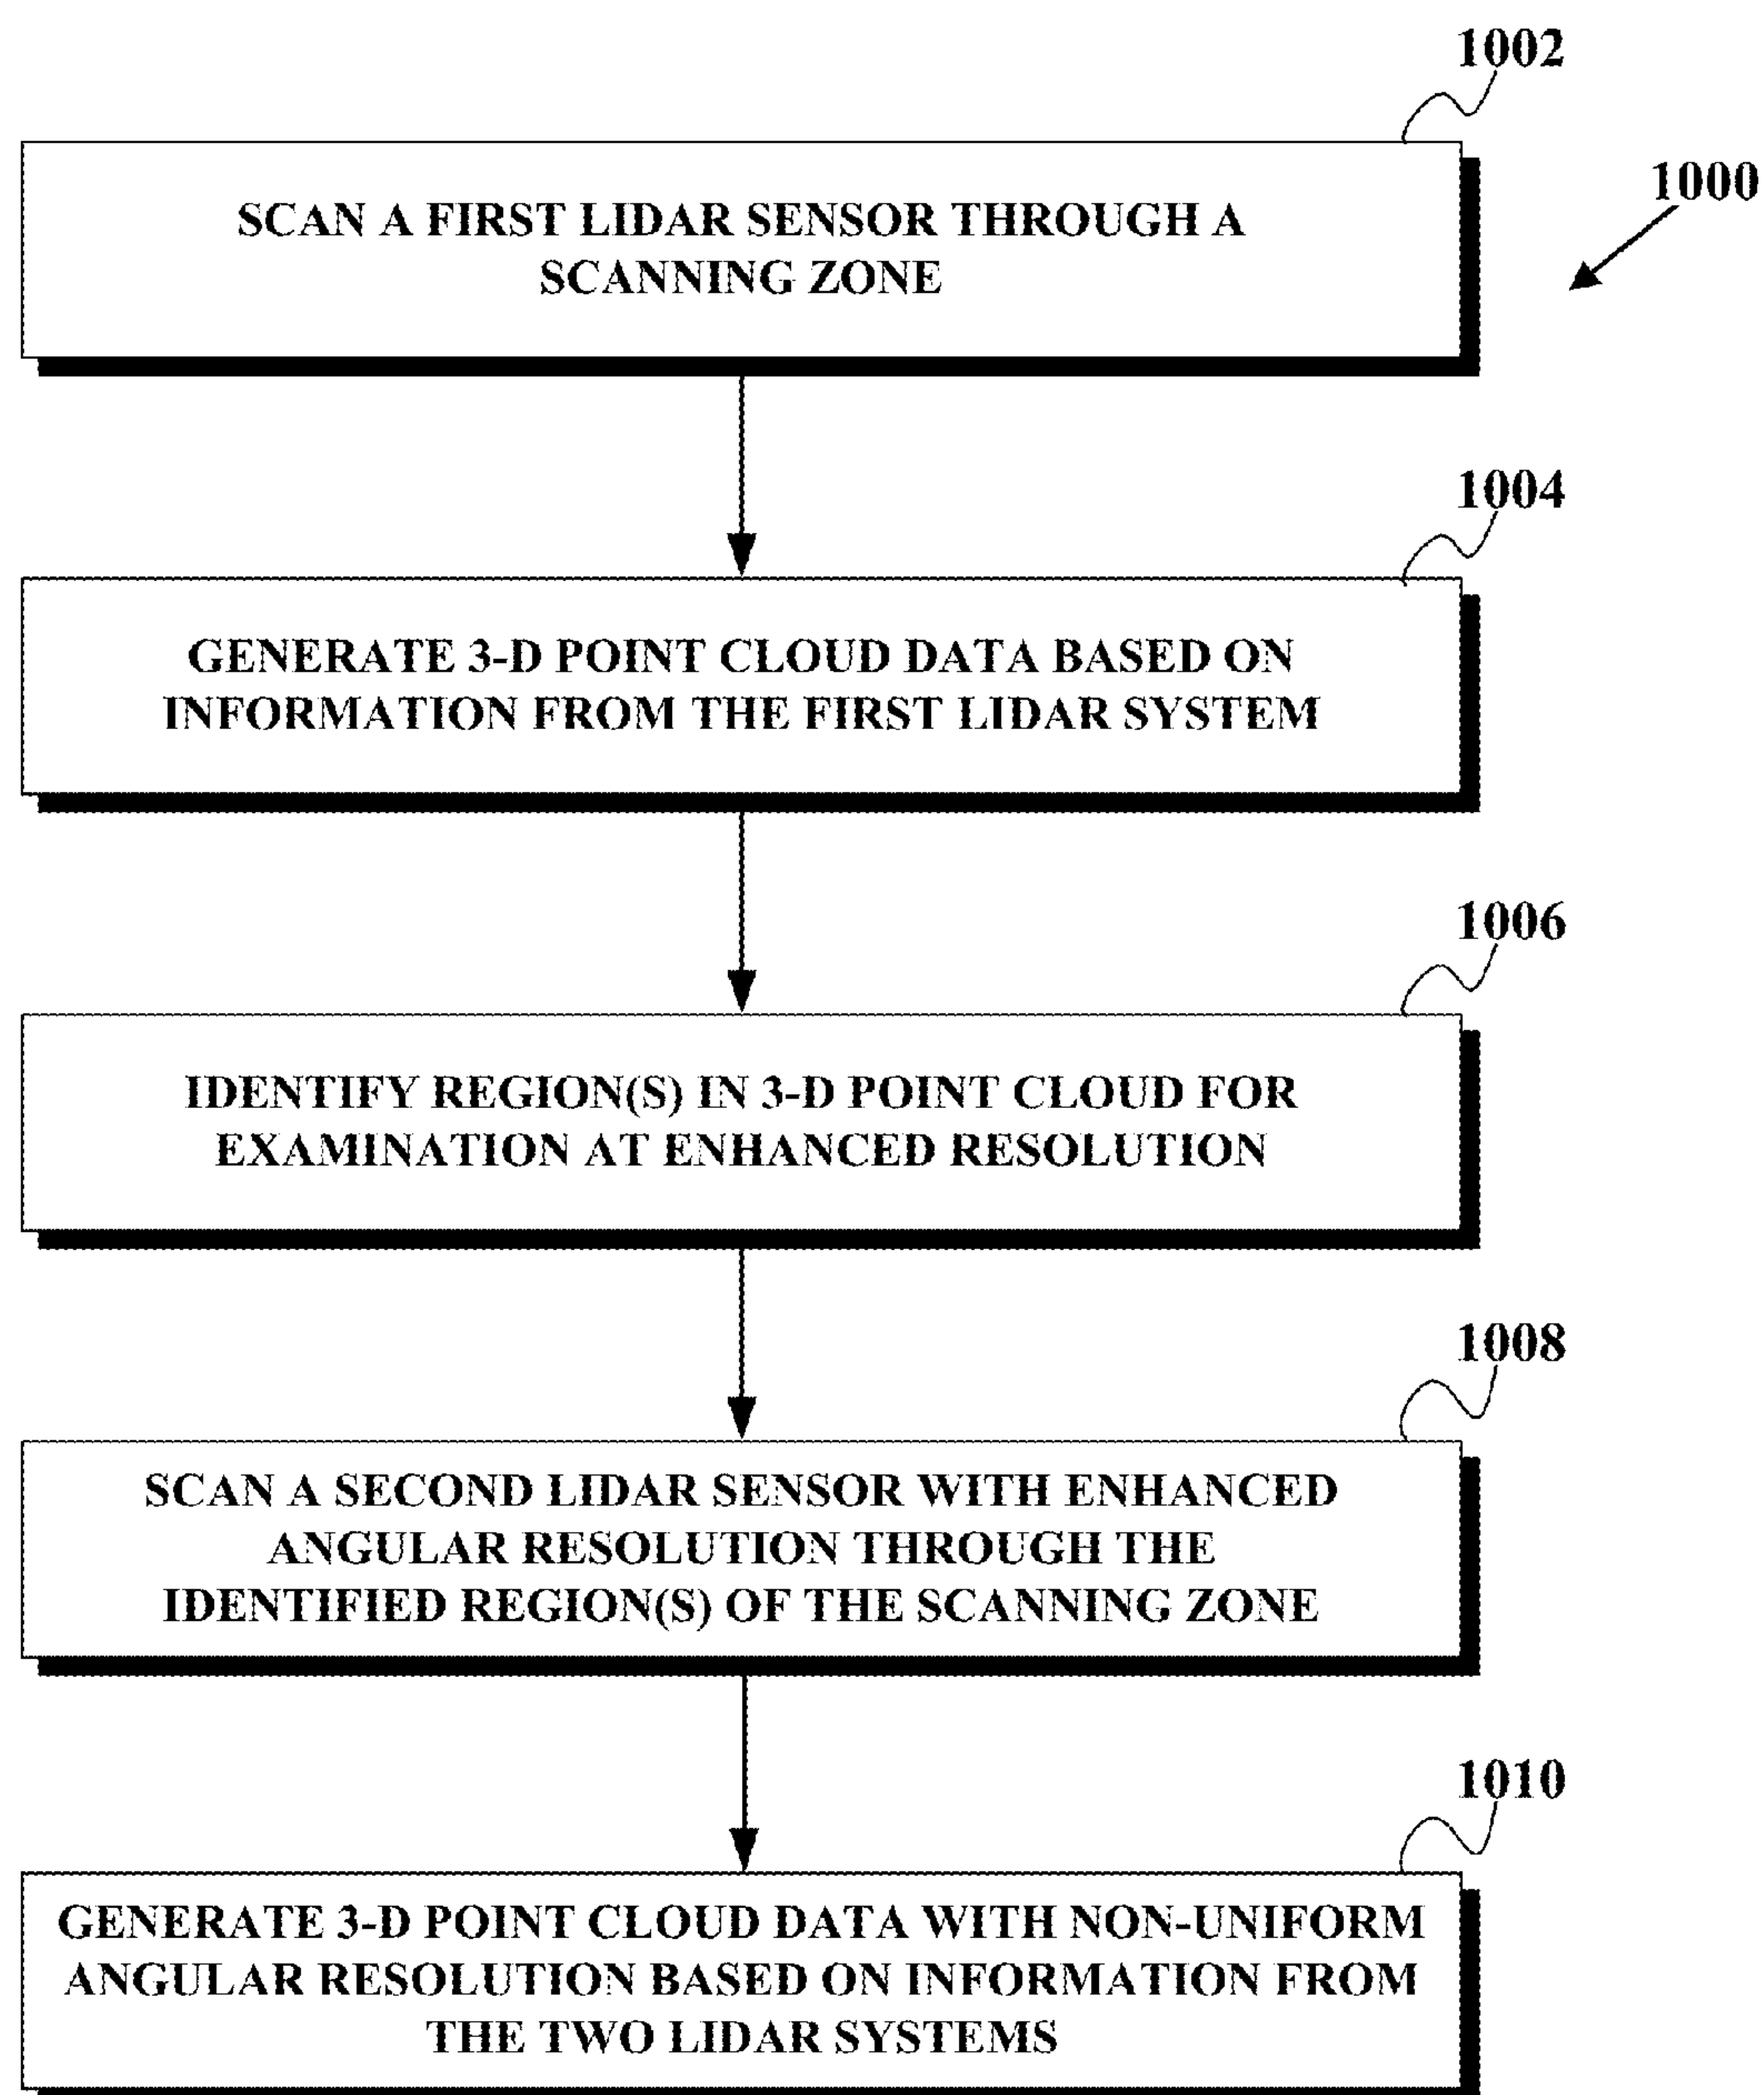 1002
1000
SCAN A FIRST LIDAR SENSOR THROUGH A
SCANNING ZONE
1004
GENERATE 3-D POINT CLOUD DATA BASED ON
INFORMATION FROM THE FIRST LIDAR SYSTEM
1006
IDENTIFY REGION(S) IN 3-D POINT CLOUD FOR
EXAMINATION AT ENHANCED RESOLUTION
1008
SCAN A SECOND LIDAR SENSOR WITH ENHANCED
ANGULAR RESOLUTION THROUGH THE
IDENTIFIED REGION(S) OF THE SCANNING ZONE
1010
GENERATE 3-D POINT CLOUD DATA WITH NON-UNIFORM
ANGULAR RESOLUTION BASED ON INFORMATION FROM
THE TWO LIDAR SYSTEMS